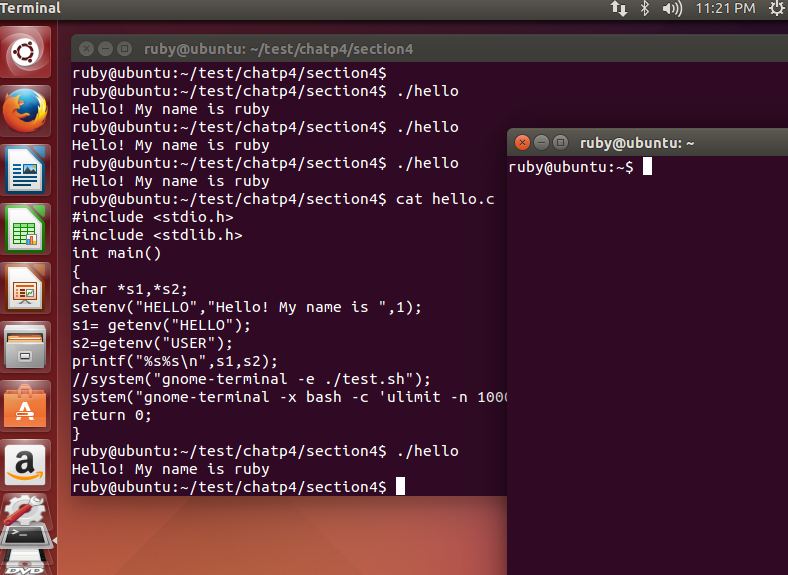 Terminal
11:21 PM
ruby@ubuntu: ~/test/chatp4/section4
ruby@ubuntu:~/test/chatp4/section4$
ruby@ubuntu:~/test/chatp4/section4$ ./hello
Hello! My name is ruby
ruby@ubuntu:~/test/chatp4/section4$ ./hello
Hello! My name is ruby
ruby@ubuntu:~/test/chatp4/section4$ ./hello
Hello! My name is ruby
ruby@ubuntu:~/test/chatp4/section4$ cat hello.c
#include <stdio.h>
#include <stdlib.h>
int main()
{
char *s1,*s2;
setenv("HELLO","Hello! My name is ",1);
s1= getenv("HELLO");
s2=getenv("USER");
printf("%s%s\n",s1,s2);
//system("gnome-terminal -e ./test.sh");
system("gnome-terminal -x bash -c 'ulimit -n 100
return 0;
}
ruby@ubuntu:~/test/chatp4/section4$ ./hello
Hello! My name is ruby
ruby@ubuntu:~/test/chatp4/section4$
ruby@ubuntu: ~
ruby@ubuntu:~$
A
a
>_
DVD